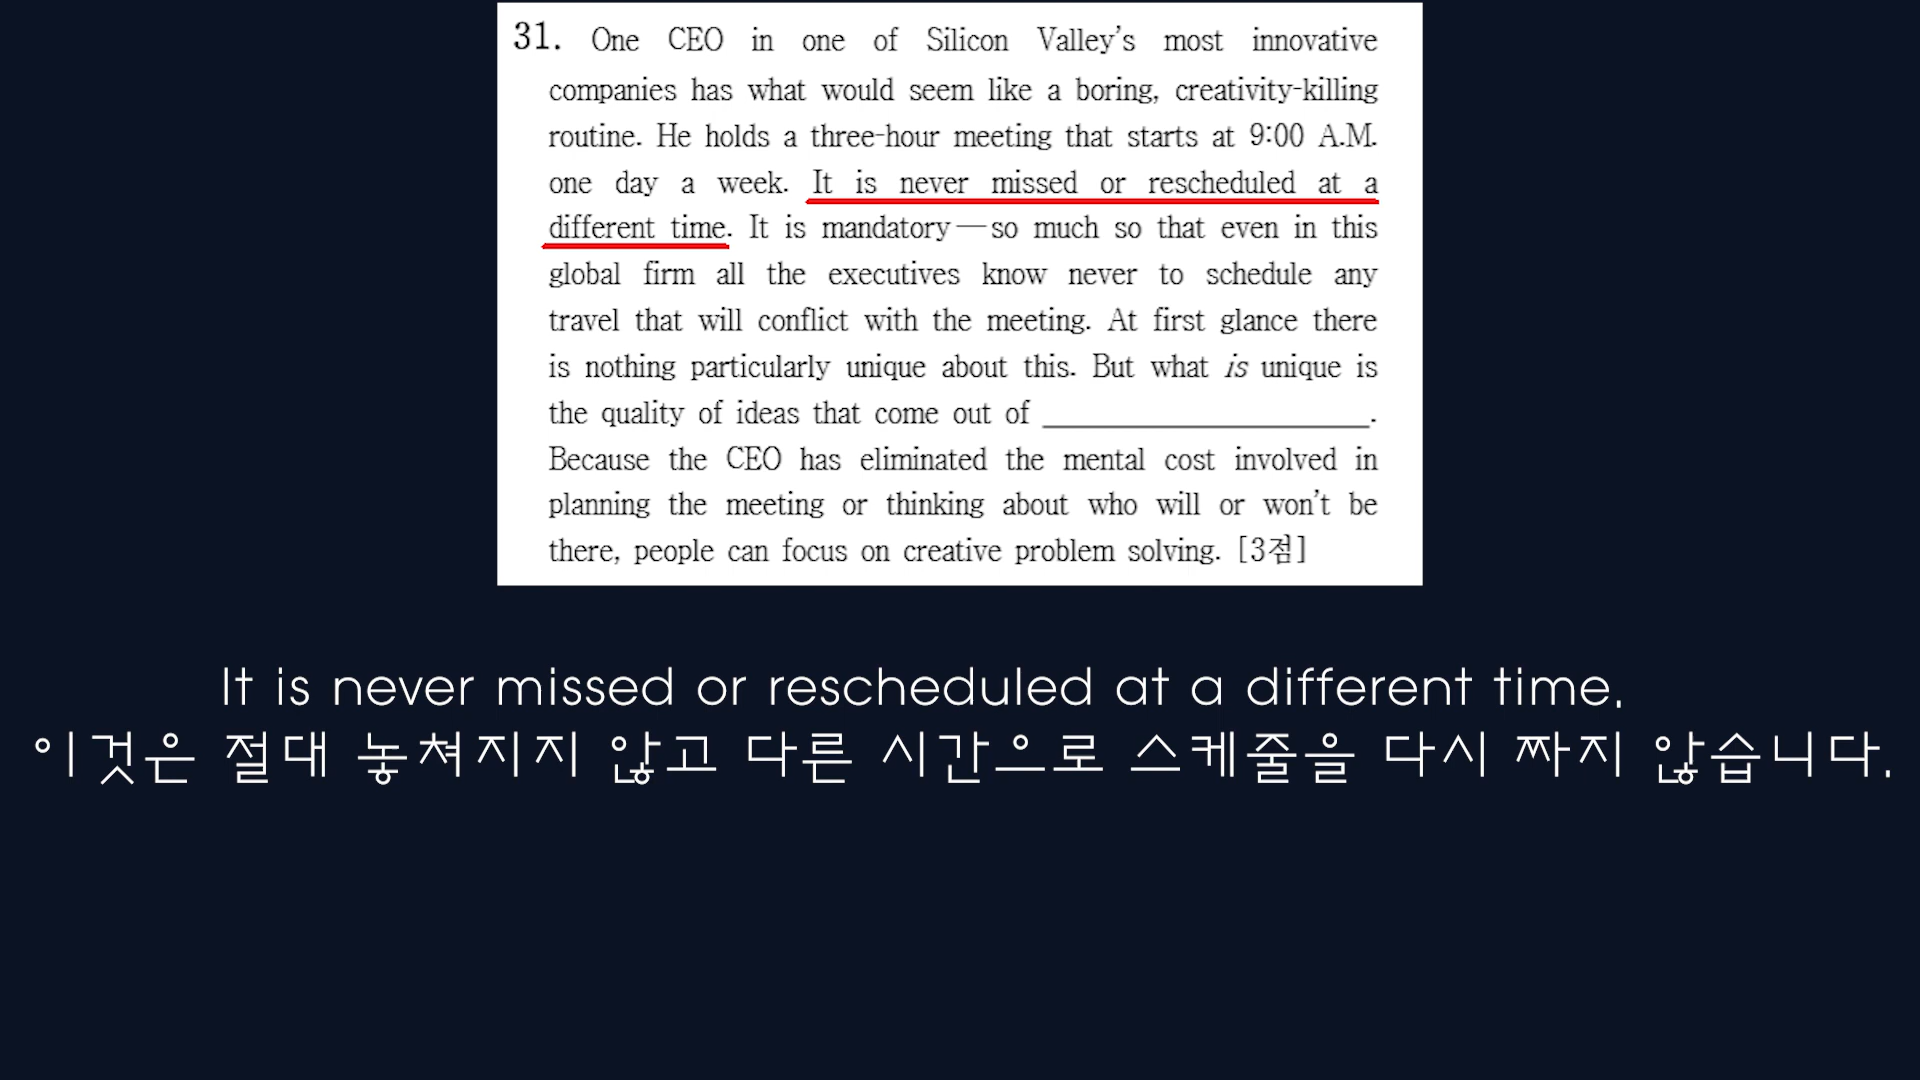 31. One CEO in one of Silicon Valley's most innovative
companies has what would seem like a boring, creativity-killing
routine. He holds a three-hour meeting that starts at 9:00 A.M.
one day a week. It is never missed or rescheduled at a
different time. It is mandatory—so much so that even in this
global firm all the executives know never to schedule any
travel that will conflict with the meeting. At first glance there
is nothing particularly unique about this. But what is unique is
the quality of ideas that come out of ____________________.
Because the CEO has eliminated the mental cost involved in
planning the meeting or thinking about who will or won't be
there, people can focus on creative problem solving. [3점]
It is never missed or rescheduled at a different time.
이것은 절대 놓쳐지지 않고 다른 시간으로 스케줄을 다시 짜지 않습니다.